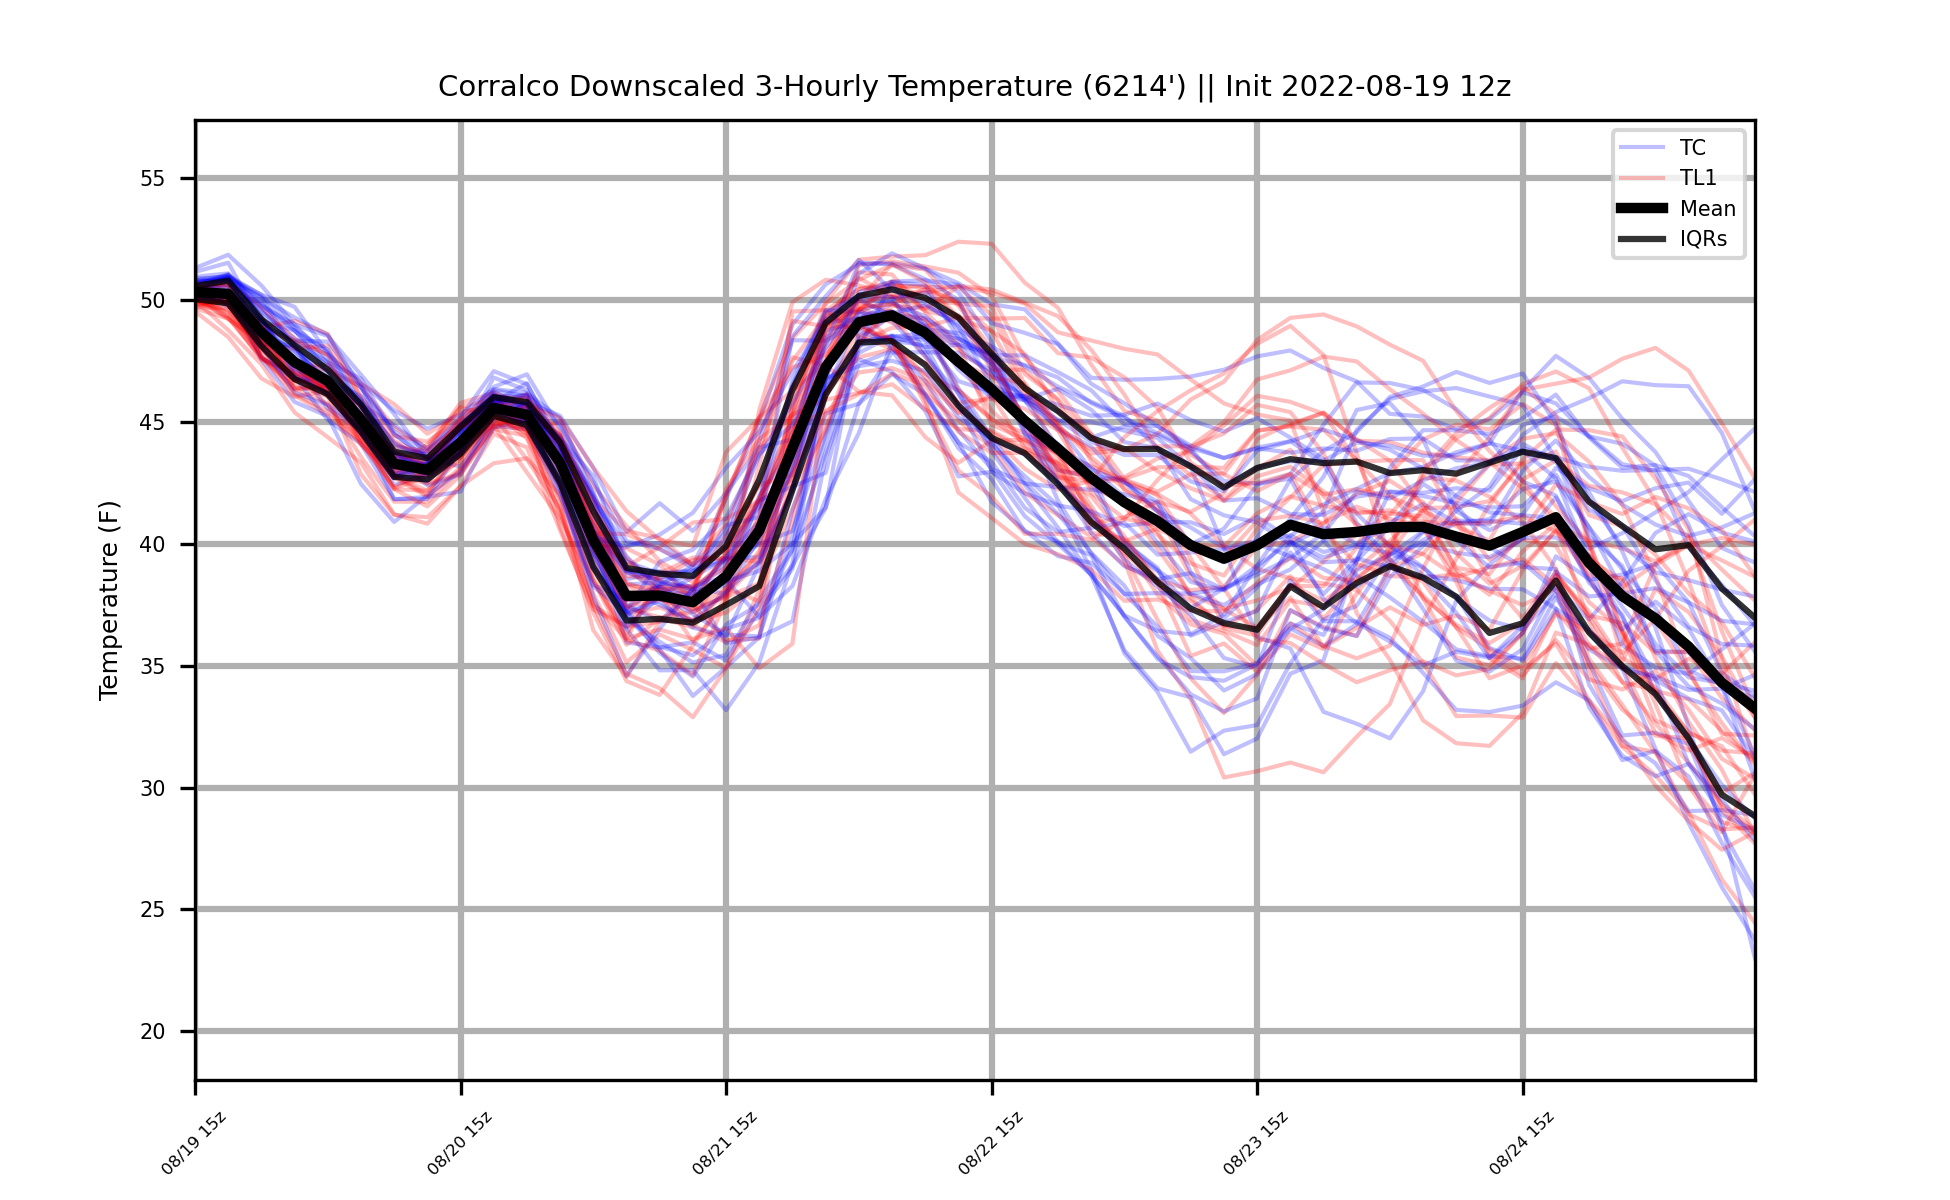 Corralco Downscaled 3-Hourly Temperature (6214') || Init 2022-08-19 12z
TC
TL1
Mean
IQRs
Temperature (F)
55
50
45
40
35
30
25
20
08/19 15z
08/20 15z
08/21 15z
08/22 15z
08/23 15z
08/24 15z